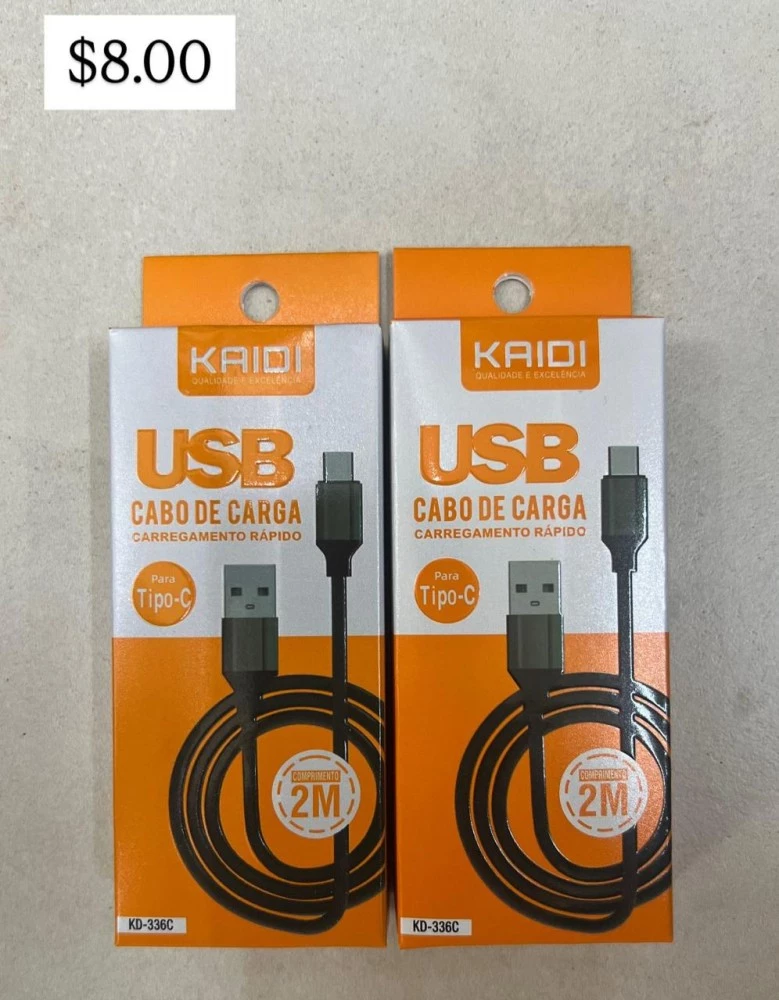 $8.00
KAIDI
QUALIDADE E EXCELÊNCIA
USB
CABO DE CARGA
CARREGAMENTO RÁPIDO
Para
Tipo-C
COMPRIMENTO
2M
KD-336C
KAIDI
QUALIDADE E EXCELÊNCIA
USB
CABO DE CARGA
CARREGAMENTO RÁPIDO
Para
Tipo-C
COMPRIMENTO
2M
KD-336C